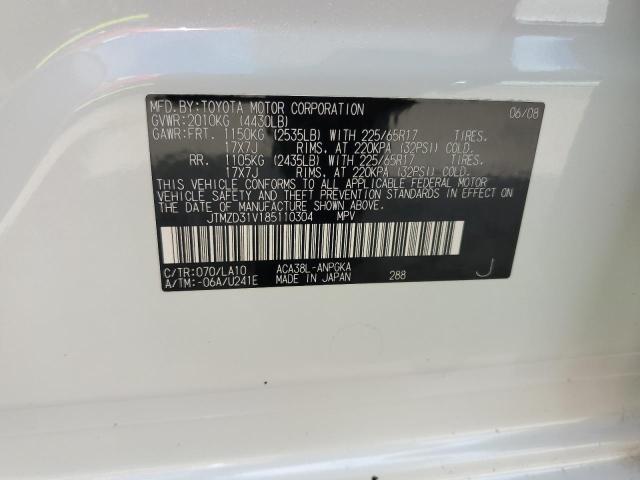 MFD. BY: TOYOTA MOTOR CORPORATION 06/08
GVWR: 2010KG (4430LB)
GAWR: FRT. 1150KG (2535LB) WITH 225/65R17 TIRES.
17X7J RIMS. AT 220KPA (32PSI) COLD.
RR. 1105KG (2435LB) WITH 225/65R17 TIRES.
17X7J RIMS. AT 220KPA (32PSI) COLD.
THIS VEHICLE CONFORMS TO ALL APPLICABLE FEDERAL MOTOR
VEHICLE SAFETY AND THEFT PREVENTION STANDARDS IN EFFECT
ON THE DATE OF MANUFACTURE SHOWN ABOVE.
JTMZD31V185110304 MPV
C/TR: 070/LA10 ACA38L-ANPGKA
A/TM: -06A/U241E MADE IN JAPAN 288 J